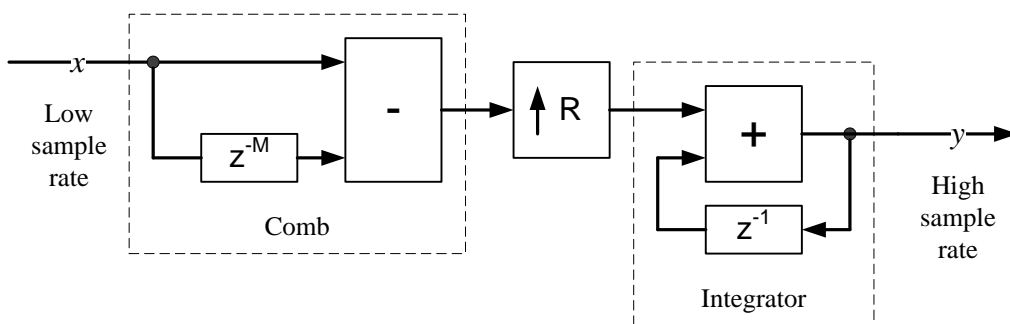 x
Low
sample
rate
z-M
-
Comb
R
+
z-1
Integrator
y
High
sample
rate